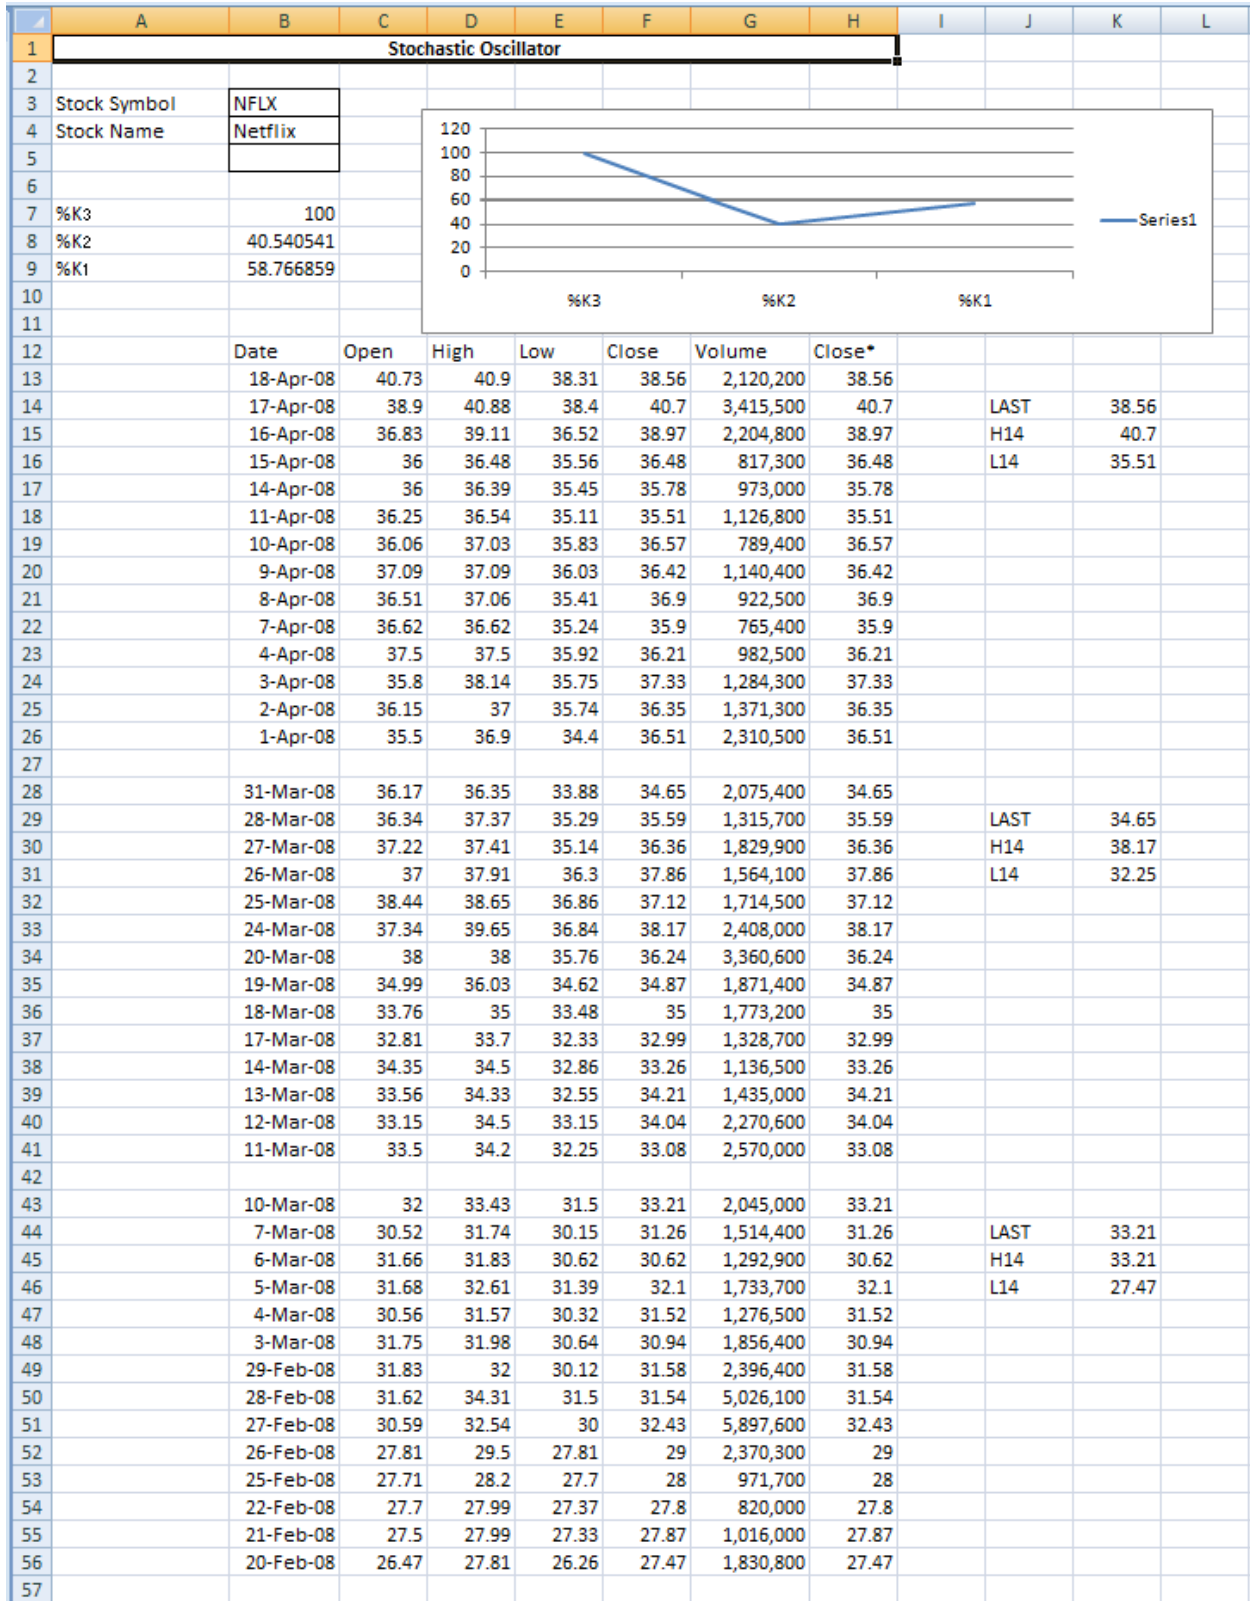 A B C D E F G H I J K L
1 Stochastic Oscillator
2
3 Stock Symbol NFLX
4 Stock Name Netflix
5
6
7 %K3 100
8 %K2 40.540541
9 %K1 58.766859
10
11
120
100
80
60
40
20
0
%K3 %K2 %K1
Series1
12 Date Open High Low Close Volume Close*
13 18-Apr-08 40.73 40.9 38.31 38.56 2,120,200 38.56
14 17-Apr-08 38.9 40.88 38.4 40.7 3,415,500 40.7 LAST 38.56
15 16-Apr-08 36.83 39.11 36.52 38.97 2,204,800 38.97 H14 40.7
16 15-Apr-08 36 36.48 35.56 36.48 817,300 36.48 L14 35.51
17 14-Apr-08 36 36.39 35.45 35.78 973,000 35.78
18 11-Apr-08 36.25 36.54 35.11 35.51 1,126,800 35.51
19 10-Apr-08 36.06 37.03 35.83 36.57 789,400 36.57
20 9-Apr-08 37.09 37.09 36.03 36.42 1,140,400 36.42
21 8-Apr-08 36.51 37.06 35.41 36.9 922,500 36.9
22 7-Apr-08 36.62 36.62 35.24 35.9 765,400 35.9
23 4-Apr-08 37.5 37.5 35.92 36.21 982,500 36.21
24 3-Apr-08 35.8 38.14 35.75 37.33 1,284,300 37.33
25 2-Apr-08 36.15 37 35.74 36.35 1,371,300 36.35
26 1-Apr-08 35.5 36.9 34.4 36.51 2,310,500 36.51
27
28 31-Mar-08 36.17 36.35 33.88 34.65 2,075,400 34.65
29 28-Mar-08 36.34 37.37 35.29 35.59 1,315,700 35.59 LAST 34.65
30 27-Mar-08 37.22 37.41 35.14 36.36 1,829,900 36.36 H14 38.17
31 26-Mar-08 37 37.91 36.3 37.86 1,564,100 37.86 L14 32.25
32 25-Mar-08 38.44 38.65 36.86 37.12 1,714,500 37.12
33 24-Mar-08 37.34 39.65 36.84 38.17 2,408,000 38.17
34 20-Mar-08 38 38 35.76 36.24 3,360,600 36.24
35 19-Mar-08 34.99 36.03 34.62 34.87 1,871,400 34.87
36 18-Mar-08 33.76 35 33.48 35 1,773,200 35
37 17-Mar-08 32.81 33.7 32.33 32.99 1,328,700 32.99
38 14-Mar-08 34.35 34.5 32.86 33.26 1,136,500 33.26
39 13-Mar-08 33.56 34.33 32.55 34.21 1,435,000 34.21
40 12-Mar-08 33.15 34.5 33.15 34.04 2,270,600 34.04
41 11-Mar-08 33.5 34.2 32.25 33.08 2,570,000 33.08
42
43 10-Mar-08 32 33.43 31.5 33.21 2,045,000 33.21
44 7-Mar-08 30.52 31.74 30.15 31.26 1,514,400 31.26 LAST 33.21
45 6-Mar-08 31.66 31.83 30.62 30.62 1,292,900 30.62 H14 33.21
46 5-Mar-08 31.68 32.61 31.39 32.1 1,733,700 32.1 L14 27.47
47 4-Mar-08 30.56 31.57 30.32 31.52 1,276,500 31.52
48 3-Mar-08 31.75 31.98 30.64 30.94 1,856,400 30.94
49 29-Feb-08 31.83 32 30.12 31.58 2,396,400 31.58
50 28-Feb-08 31.62 34.31 31.5 31.54 5,026,100 31.54
51 27-Feb-08 30.59 32.54 30 32.43 5,897,600 32.43
52 26-Feb-08 27.81 29.5 27.81 29 2,370,300 29
53 25-Feb-08 27.71 28.2 27.7 28 971,700 28
54 22-Feb-08 27.7 27.99 27.37 27.8 820,000 27.8
55 21-Feb-08 27.5 27.99 27.33 27.87 1,016,000 27.87
56 20-Feb-08 26.47 27.81 26.26 27.47 1,830,800 27.47
57